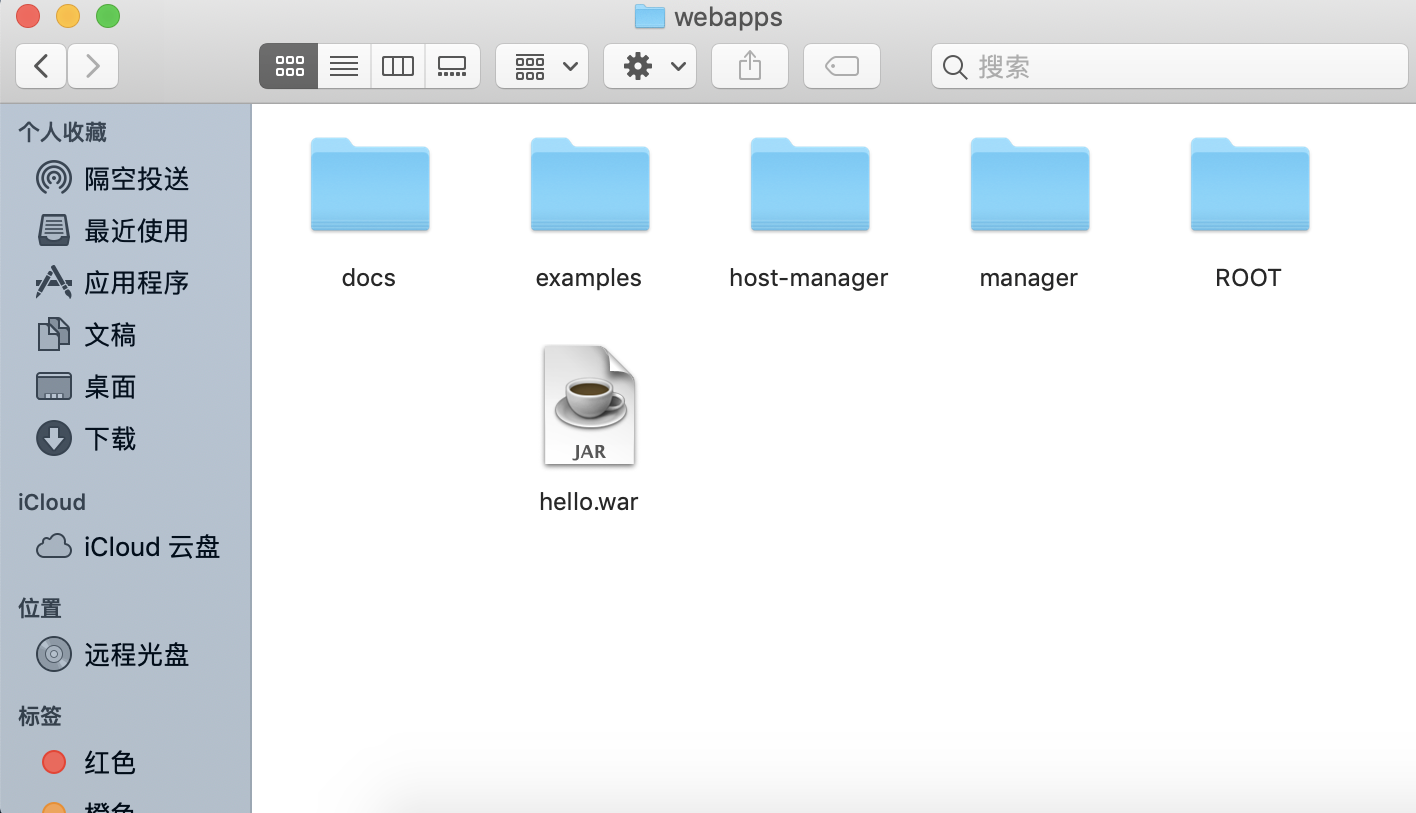 webapps
搜索
个人收藏
隔空投送
最近使用
应用程序
文稿
桌面
下载
iCloud
iCloud 云盘
位置
远程光盘
标签
红色
橙色
docs
examples
host-manager
manager
ROOT
JAR
hello.war